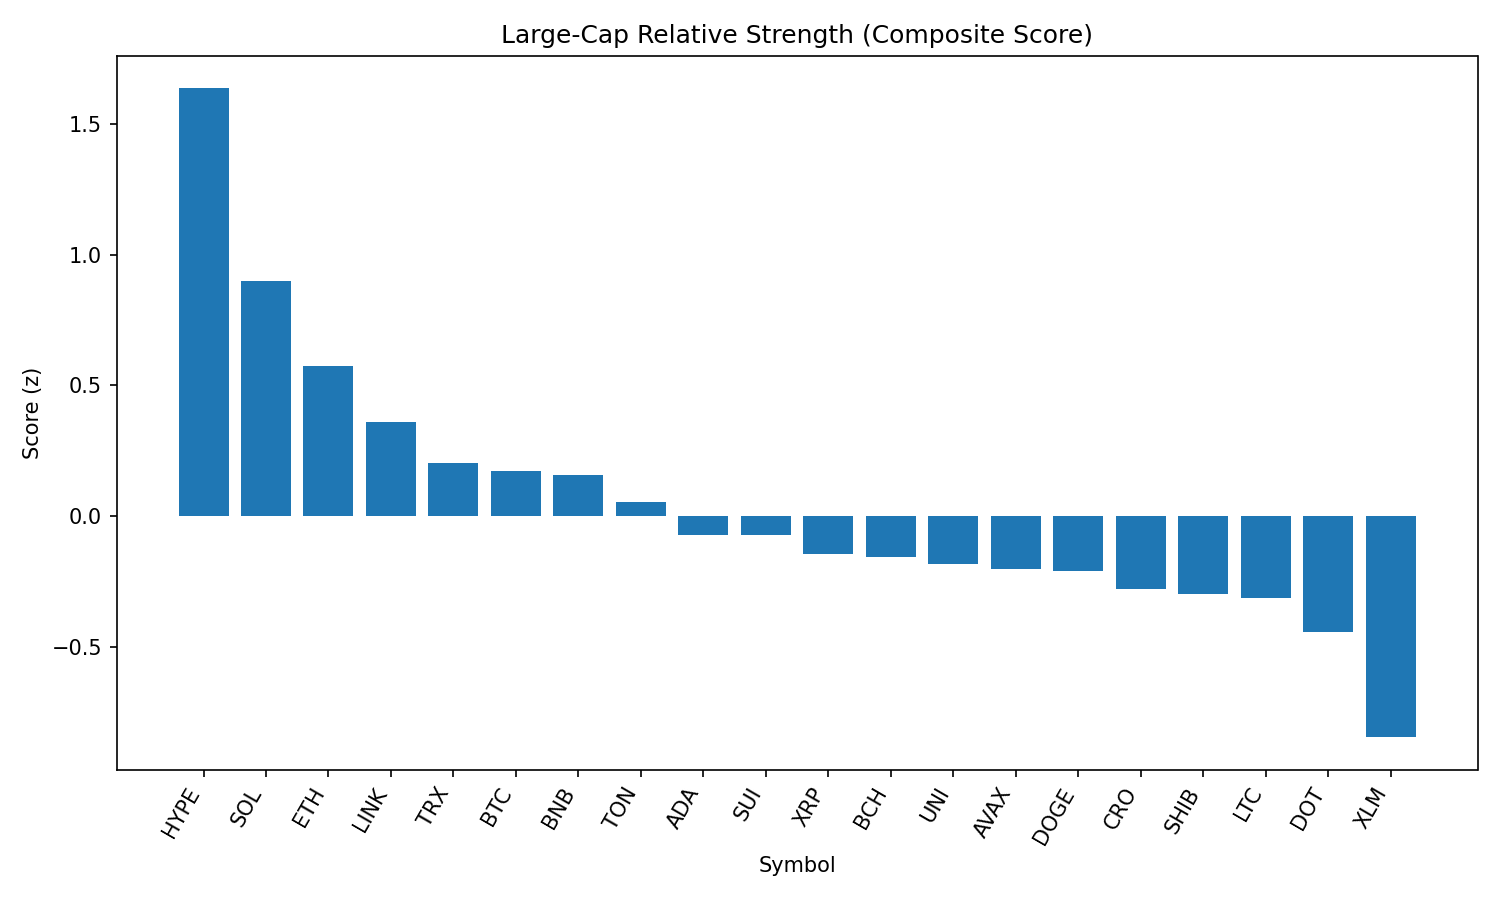 Large-Cap Relative Strength (Composite Score)
Score (z)
1.5
1.0
0.5
0.0
−0.5
HYPE
SOL
ETH
LINK
TRX
BTC
BNB
TON
ADA
SUI
XRP
BCH
UNI
AVAX
DOGE
CRO
SHIB
LTC
DOT
XLM
Symbol